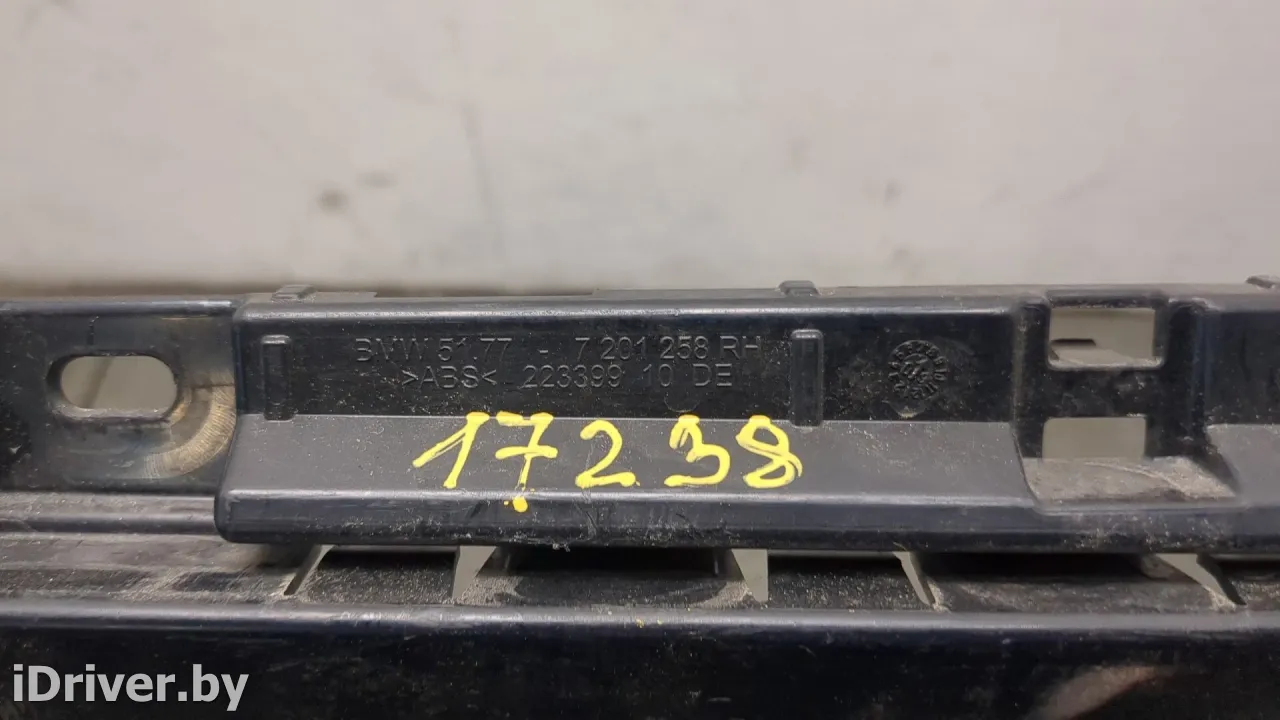 BMW 51.77 - 7 201 258 RH
>ABS< 223399 10 DE
17238
iDriver.by